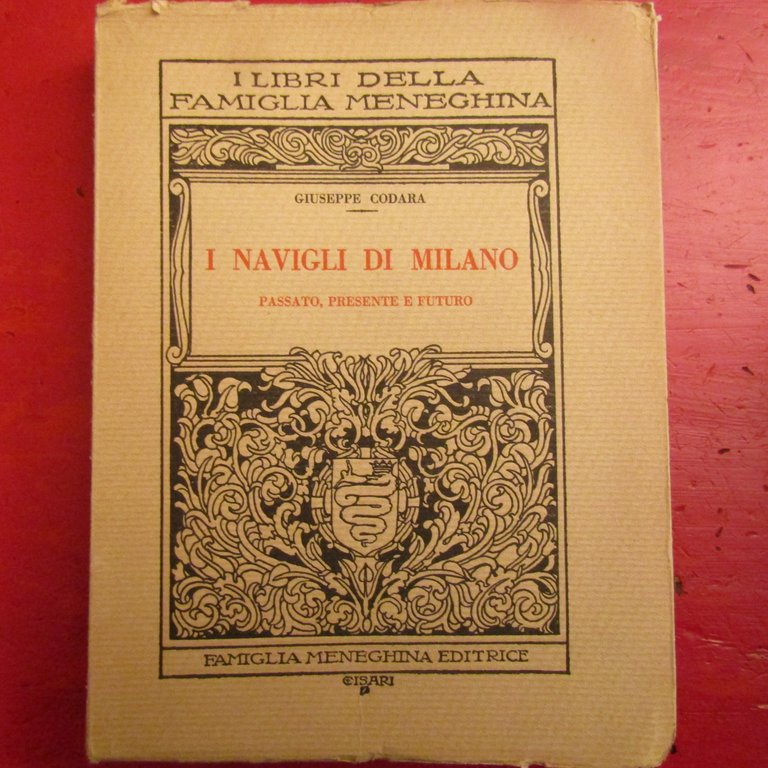 I LIBRI DELLA
FAMIGLIA MENEGHINA
GIUSEPPE CODARA
I NAVIGLI DI MILANO
PASSATO, PRESENTE E FUTURO
FAMIGLIA MENEGHINA EDITRICE
CISARI